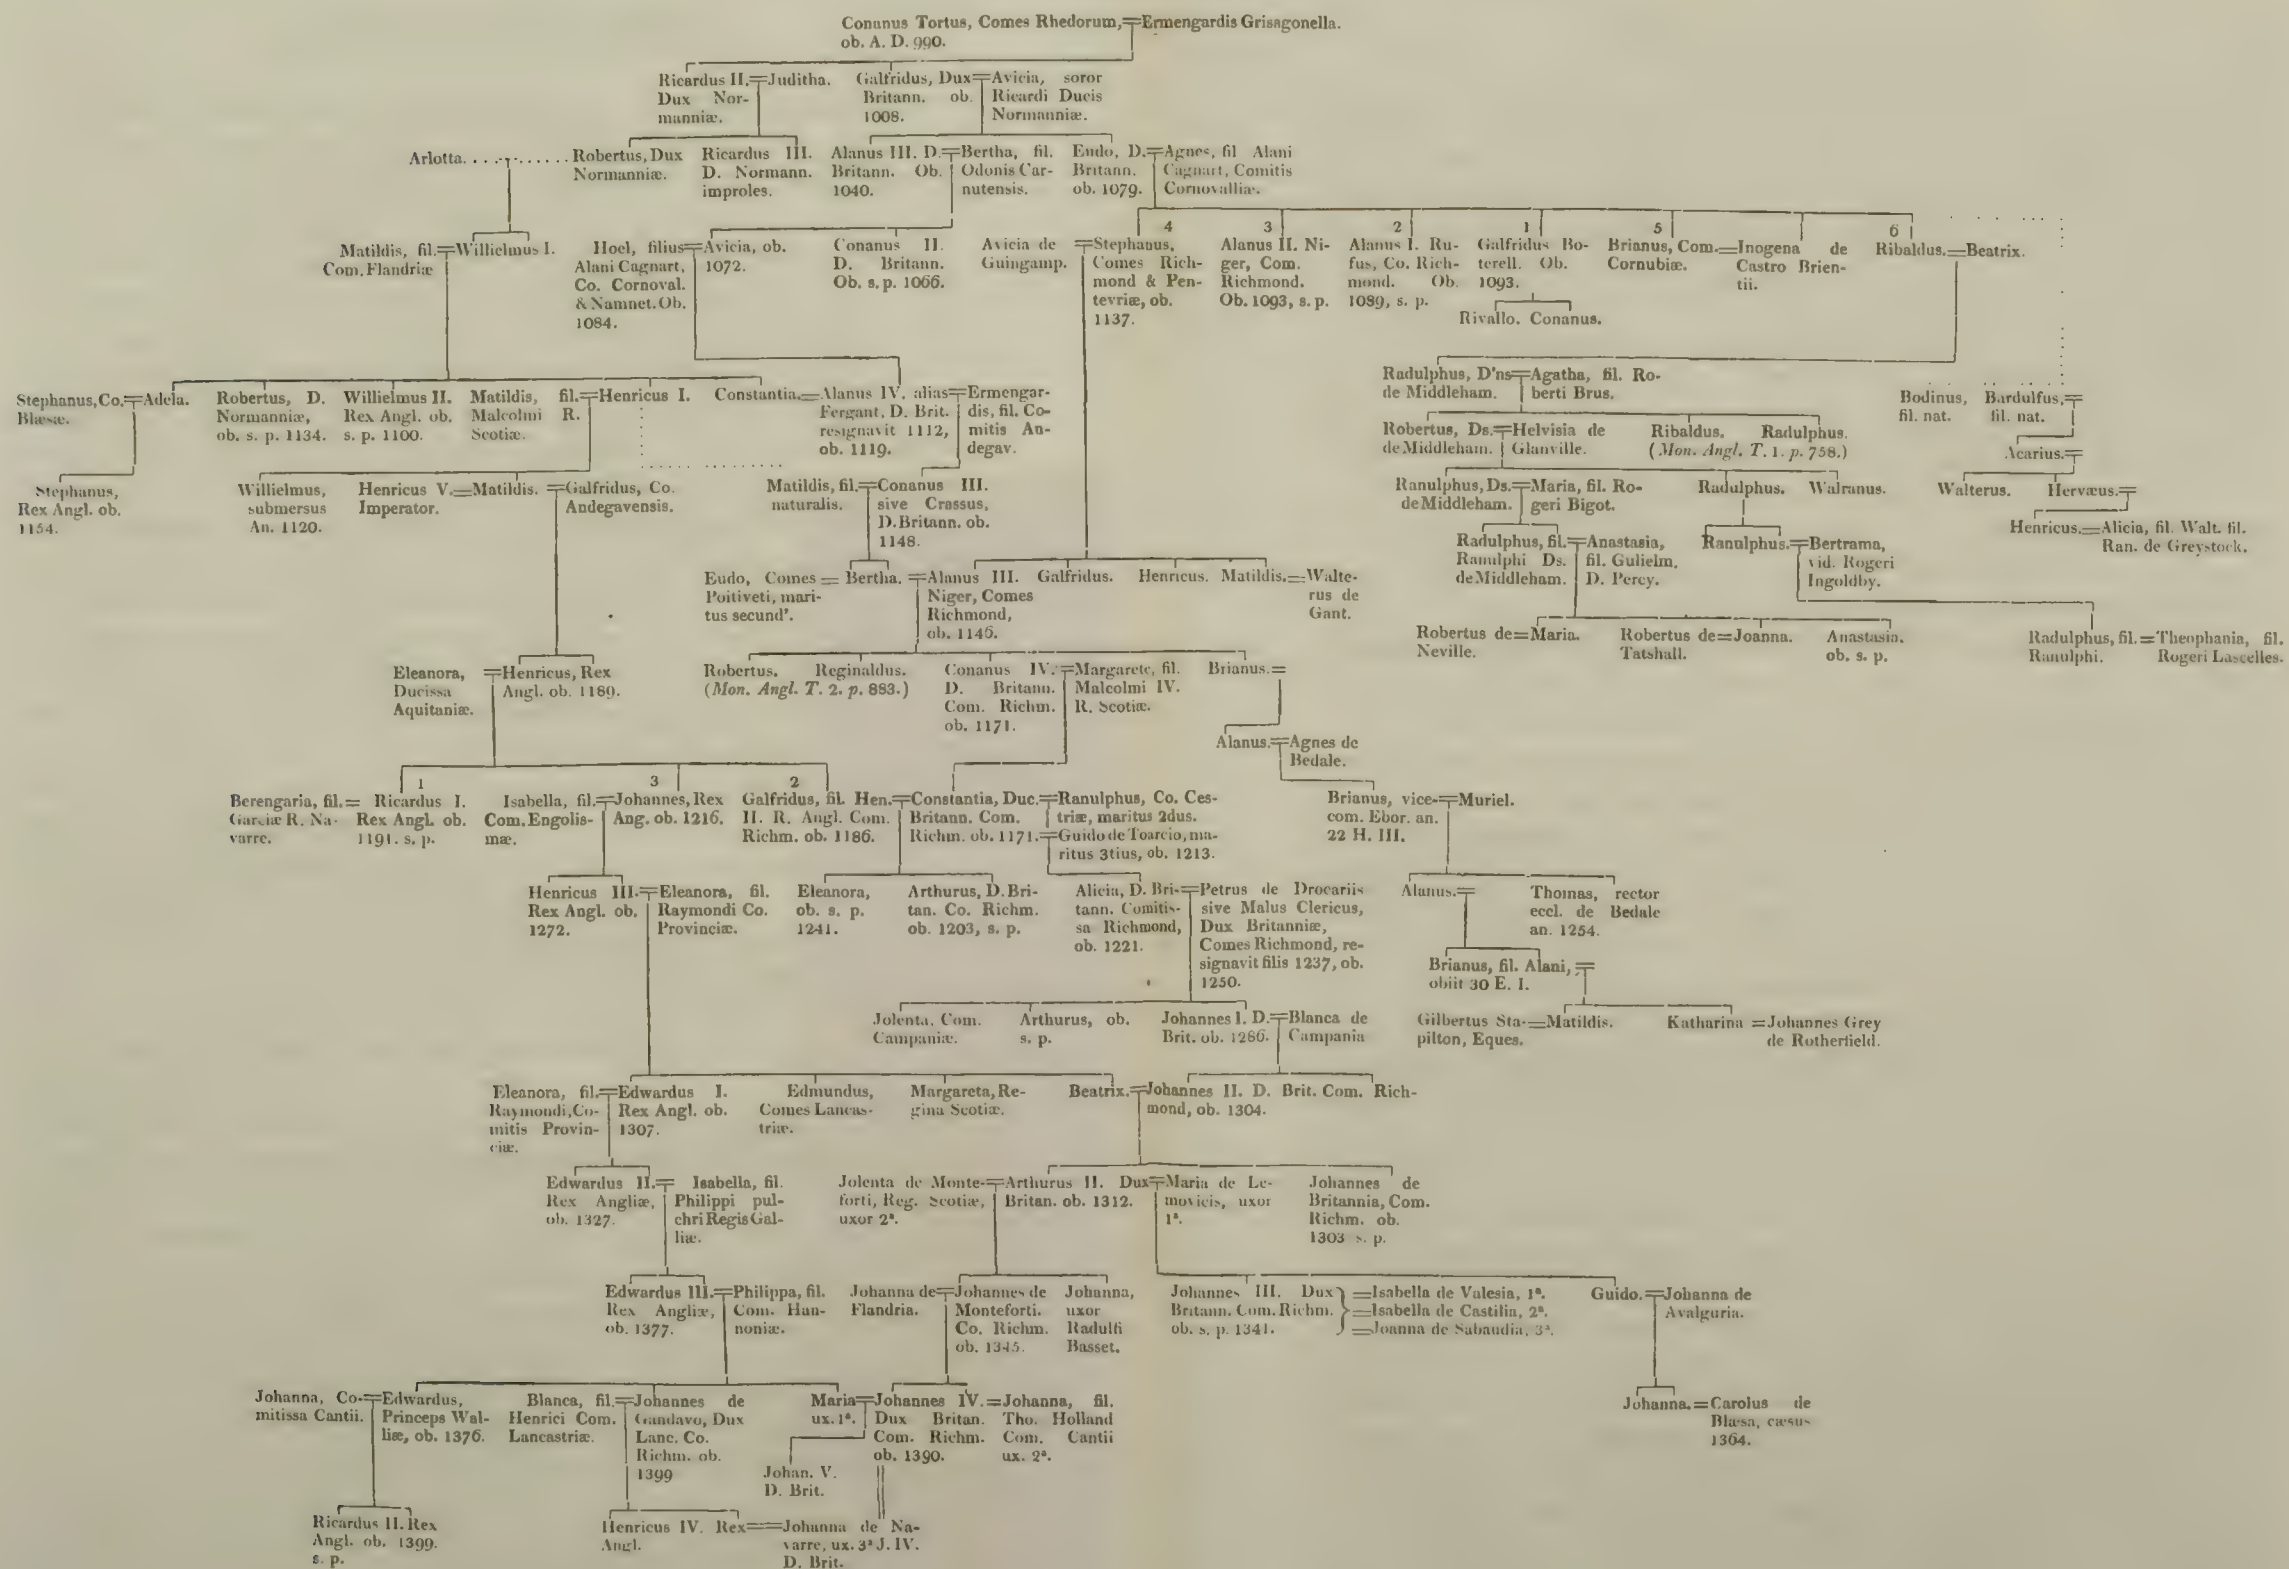 Conanus Tortus, Comes Rhedorum,
ob. A. D. 990.
Ermengardis Grisagonella.
Ricardus II.
Dux Nor-
manniæ.
Juditha.
Galfridus, Dux
Britann. ob.
1008.
Avicia, soror
Ricardi Ducis
Normanniæ.
Arlotta.
Robertus, Dux
Normanniæ.
Ricardus III.
D. Normann.
improles.
Alanus III. D.
Britann. Ob.
1040.
Bertha, fil.
Odonis Car-
nutensis.
Eudo, D.
Britann.
ob. 1079.
Agnes, fil Alani
Cagnart, Comitis
Cornovalliæ.
Matildis, fil.
Com. Flandriæ
Willielmus I.
Hoel, filius
Alani Cagnart,
Co. Cornoval.
& Namnet. Ob.
1084.
Avicia, ob.
1072.
Conanus II.
D. Britann.
Ob. s. p. 1066.
Avicia de
Guingamp.
4
Stephanus,
Comes Rich-
mond & Pen-
tevriæ, ob.
1137.
3
Alanus II. Ni-
ger, Com.
Richmond.
Ob. 1093, s. p.
2
Alanus I. Ru-
fus, Co. Rich-
mond. Ob.
1089, s. p.
1
Galfridus Bo-
terell. Ob.
1093.
5
Brianus, Com.
Cornubiæ.
Inogena de
Castro Brien-
tii.
6
Ribaldus.
Beatrix.
Rivallo. Conanus.
Stephanus, Co.
Blæsæ.
Adela.
Robertus, D.
Normanniæ,
ob. s. p. 1134.
Willielmus II.
Rex Angl. ob.
s. p. 1100.
Matildis, fil.
Malcolmi R.
Scotiæ.
Henricus I.
Constantia.
Alanus IV. alias
Fergant, D. Brit.
resignavit 1112,
ob. 1119.
Ermengar-
dis, fil. Co-
mitis An-
degav.
Radulphus, D'ns
de Middleham.
Agatha, fil. Ro-
berti Brus.
Bodinus,
fil. nat.
Bardulfus,
fil. nat.
Robertus, Ds.
de Middleham.
Helvisia de
Glanville.
Ribaldus. Radulphus.
(Mon. Angl. T. 1. p. 758.)
Acarius.
Stephanus,
Rex Angl. ob.
1154.
Willielmus,
submersus
An. 1120.
Henricus V.
Imperator.
Matildis.
Galfridus, Co.
Andegavensis.
Matildis, fil.
naturalis.
Conanus III.
sive Crassus,
D. Britann. ob.
1148.
Ranulphus, Ds.
de Middleham.
Maria, fil. Ro-
geri Bigot.
Radulphus. Walranus.
Walterus. Hervæus.
Henricus.
Alicia, fil. Walt. fil.
Ran. de Greystock.
Radulphus, fil.
Ranulphi Ds.
de Middleham.
Anastasia,
fil. Gulielm.
D. Percy.
Ranulphus.
Bertrama,
vid. Rogeri
Ingoldby.
Eudo, Comes
Poitiveti, mari-
tus secund'.
Bertha.
Alanus III.
Niger, Comes
Richmond,
ob. 1146.
Galfridus. Henricus. Matildis.
Walte-
rus de
Gant.
Robertus de
Neville.
Maria.
Robertus de
Tatshall.
Joanna.
Anastasia.
ob. s. p.
Radulphus, fil.
Ranulphi.
Theophania, fil.
Rogeri Lascelles.
Eleanora,
Ducissa
Aquitaniæ.
Henricus, Rex
Angl. ob. 1189.
Robertus. Reginaldus.
(Mon. Angl. T. 2. p. 883.)
Conanus IV.
D. Britann.
Com. Richm.
ob. 1171.
Margarete, fil.
Malcolmi IV.
R. Scotiæ.
Brianus.
Alanus.
Agnes de
Bedale.
Berengaria, fil.
Garciæ R. Na-
varre.
1
Ricardus I.
Rex Angl. ob.
1191. s. p.
Isabella, fil.
Com. Engolis-
mæ.
3
Johannes, Rex
Ang. ob. 1216.
2
Galfridus, fil. Hen.
II. R. Angl. Com.
Richm. ob. 1186.
Constantia, Duc.
Britann. Com.
Richm. ob. 1171.
Ranulphus, Co. Ces-
triæ, maritus 2dus.
Guido de Toarcio, ma-
ritus 3tius, ob. 1213.
Brianus, vice-
com. Ebor. an.
22 H. III.
Muriel.
Henricus III.
Rex Angl. ob.
1272.
Eleanora, fil.
Raymondi Co.
Provinciæ.
Eleanora,
ob. s. p.
1241.
Arthurus, D. Bri-
tan. Co. Richm.
ob. 1203, s. p.
Alicia, D. Bri-
tann. Comitis-
sa Richmond,
ob. 1221.
Petrus de Drocariis
sive Malus Clericus,
Dux Britanniæ,
Comes Richmond, re-
signavit filis 1237, ob.
1250.
Alanus.
Thomas, rector
eccl. de Bedale
an. 1254.
Brianus, fil. Alani,
obiit 30 E. I.
Jolenta, Com.
Campaniæ.
Arthurus, ob.
s. p.
Johannes I. D.
Brit. ob. 1286.
Blanca de
Campania
Gilbertus Sta-
pilton, Eques.
Matildis.
Katharina
Johannes Grey
de Rotherfield.
Eleanora, fil.
Raymondi, Co-
mitis Provin-
ciæ.
Edwardus I.
Rex Angl. ob.
1307.
Edmundus,
Comes Lancas-
triæ.
Margareta, Re-
gina Scotiæ.
Beatrix.
Johannes II. D. Brit. Com. Rich-
mond, ob. 1304.
Edwardus II.
Rex Angliæ,
ob. 1327.
Isabella, fil.
Philippi pul-
chri Regis Gal-
liæ.
Jolenta de Monte-
forti, Reg. Scotiæ,
uxor 2ª.
Arthurus II. Dux
Britan. ob. 1312.
Maria de Le-
movicis, uxor
1ª.
Johannes de
Britannia, Com.
Richm. ob.
1303 s. p.
Edwardus III.
Rex Angliæ,
ob. 1377.
Philippa, fil.
Com. Han-
noniæ.
Johanna de
Flandria.
Johannes de
Monteforti.
Co. Richm.
ob. 1345.
Johanna,
uxor
Radulfi
Basset.
Johannes III. Dux
Britann. Com. Richm.
ob. s. p. 1341.
Isabella de Valesia, 1ª.
Isabella de Castilia, 2ª.
Joanna de Sabaudia, 3ª.
Guido.
Johanna de
Avalguria.
Johanna, Co-
mitissa Cantii.
Edwardus,
Princeps Wal-
liæ, ob. 1376.
Blanca, fil.
Henrici Com.
Lancastriæ.
Johannes de
Gandavo, Dux
Lanc. Co.
Richm. ob.
1399
Maria
ux. 1ª.
Johannes IV.
Dux Britan.
Com. Richm.
ob. 1390.
Johanna, fil.
Tho. Holland
Com. Cantii
ux. 2ª.
Johanna.
Carolus de
Blæsa, cæsus
1364.
Johan. V.
D. Brit.
Ricardus II. Rex
Angl. ob. 1399.
s. p.
Henricus IV. Rex
Angl.
Johanna de Na-
varre, ux. 3ª J. IV.
D. Brit.